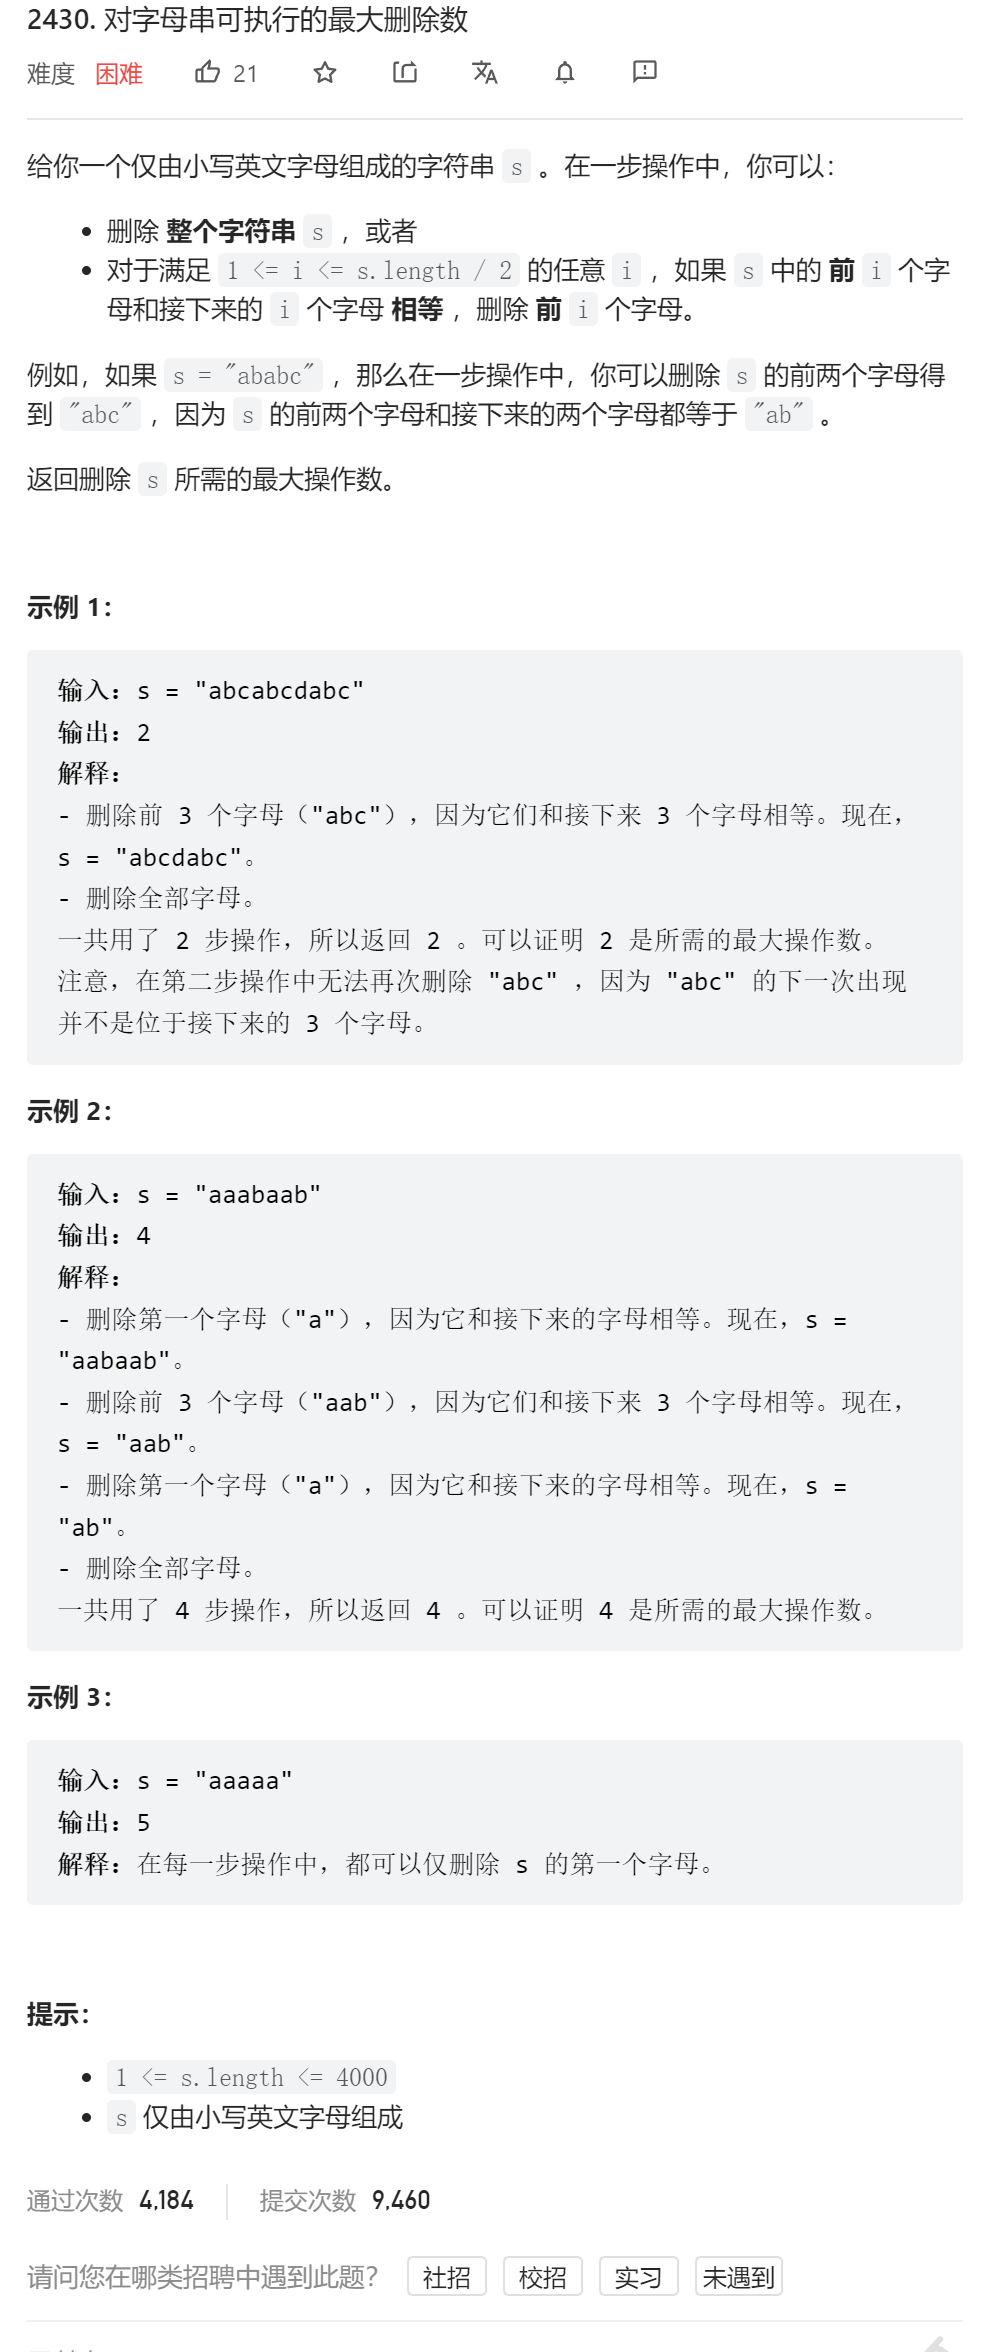 2430. 对字母串可执行的最大删除数
难度 困难 21
给你一个仅由小写英文字母组成的字符串 s 。在一步操作中，你可以：
• 删除 整个字符串 s ，或者
• 对于满足 1 <= i <= s.length / 2 的任意 i ，如果 s 中的 前 i 个字
母和接下来的 i 个字母 相等 ，删除 前 i 个字母。
例如，如果 s = "ababc" ，那么在一步操作中，你可以删除 s 的前两个字母得
到 "abc" ，因为 s 的前两个字母和接下来的两个字母都等于 "ab" 。
返回删除 s 所需的最大操作数。
示例 1：
输入：s = "abcabcdabc"
输出：2
解释：
- 删除前 3 个字母（"abc"），因为它们和接下来 3 个字母相等。现在，
s = "abcdabc"。
- 删除全部字母。
一共用了 2 步操作，所以返回 2 。可以证明 2 是所需的最大操作数。
注意，在第二步操作中无法再次删除 "abc" ，因为 "abc" 的下一次出现
并不是位于接下来的 3 个字母。
示例 2：
输入：s = "aaabaab"
输出：4
解释：
- 删除第一个字母（"a"），因为它和接下来的字母相等。现在，s =
"aabaab"。
- 删除前 3 个字母（"aab"），因为它们和接下来 3 个字母相等。现在，
s = "aab"。
- 删除第一个字母（"a"），因为它和接下来的字母相等。现在，s =
"ab"。
- 删除全部字母。
一共用了 4 步操作，所以返回 4 。可以证明 4 是所需的最大操作数。
示例 3：
输入：s = "aaaaa"
输出：5
解释：在每一步操作中，都可以仅删除 s 的第一个字母。
提示：
• 1 <= s.length <= 4000
• s 仅由小写英文字母组成
通过次数 4,184 提交次数 9,460
请问您在哪类招聘中遇到此题？ 社招 校招 实习 未遇到